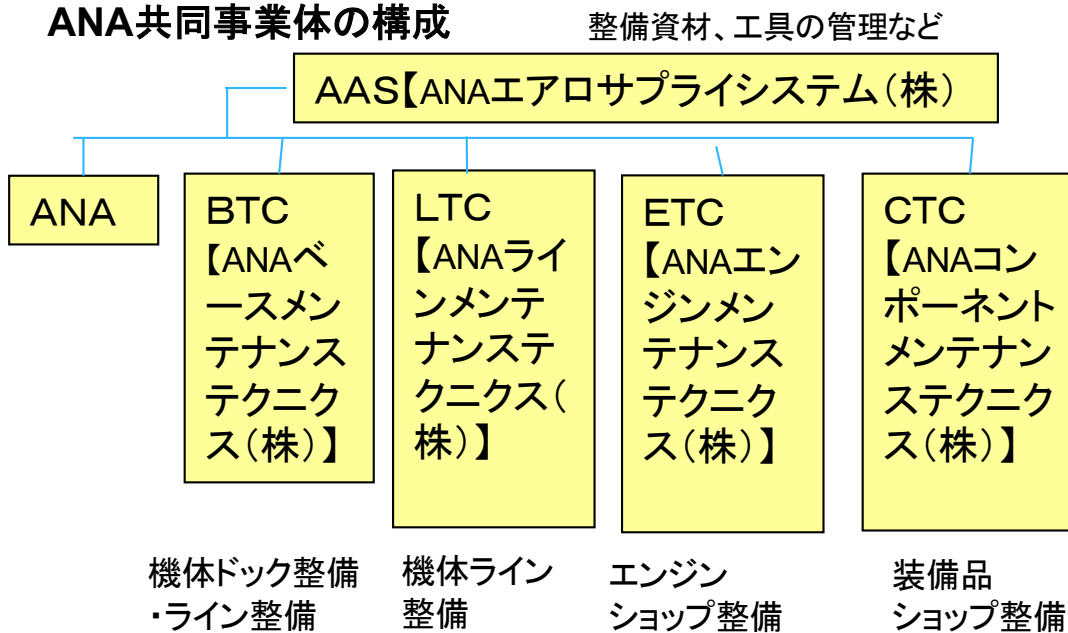 ANA共同事業体の構成
整備資材、工具の管理など
AAS【ANAエアロサプライシステム(株)
ANA
BTC
【ANAベ
ースメン
テナンス
テクニク
ス(株)】
LTC
【ANAライ
ンメンテ
ナンステ
クニクス(
株)】
ETC
【ANAエン
ジンメン
テナンス
テクニク
ス(株)】
CTC
【ANAコン
ポーネント
メンテナン
ステクニク
ス(株)】
機体ドック整備
・ライン整備
機体ライン
整備
エンジン
ショップ整備
装備品
ショップ整備